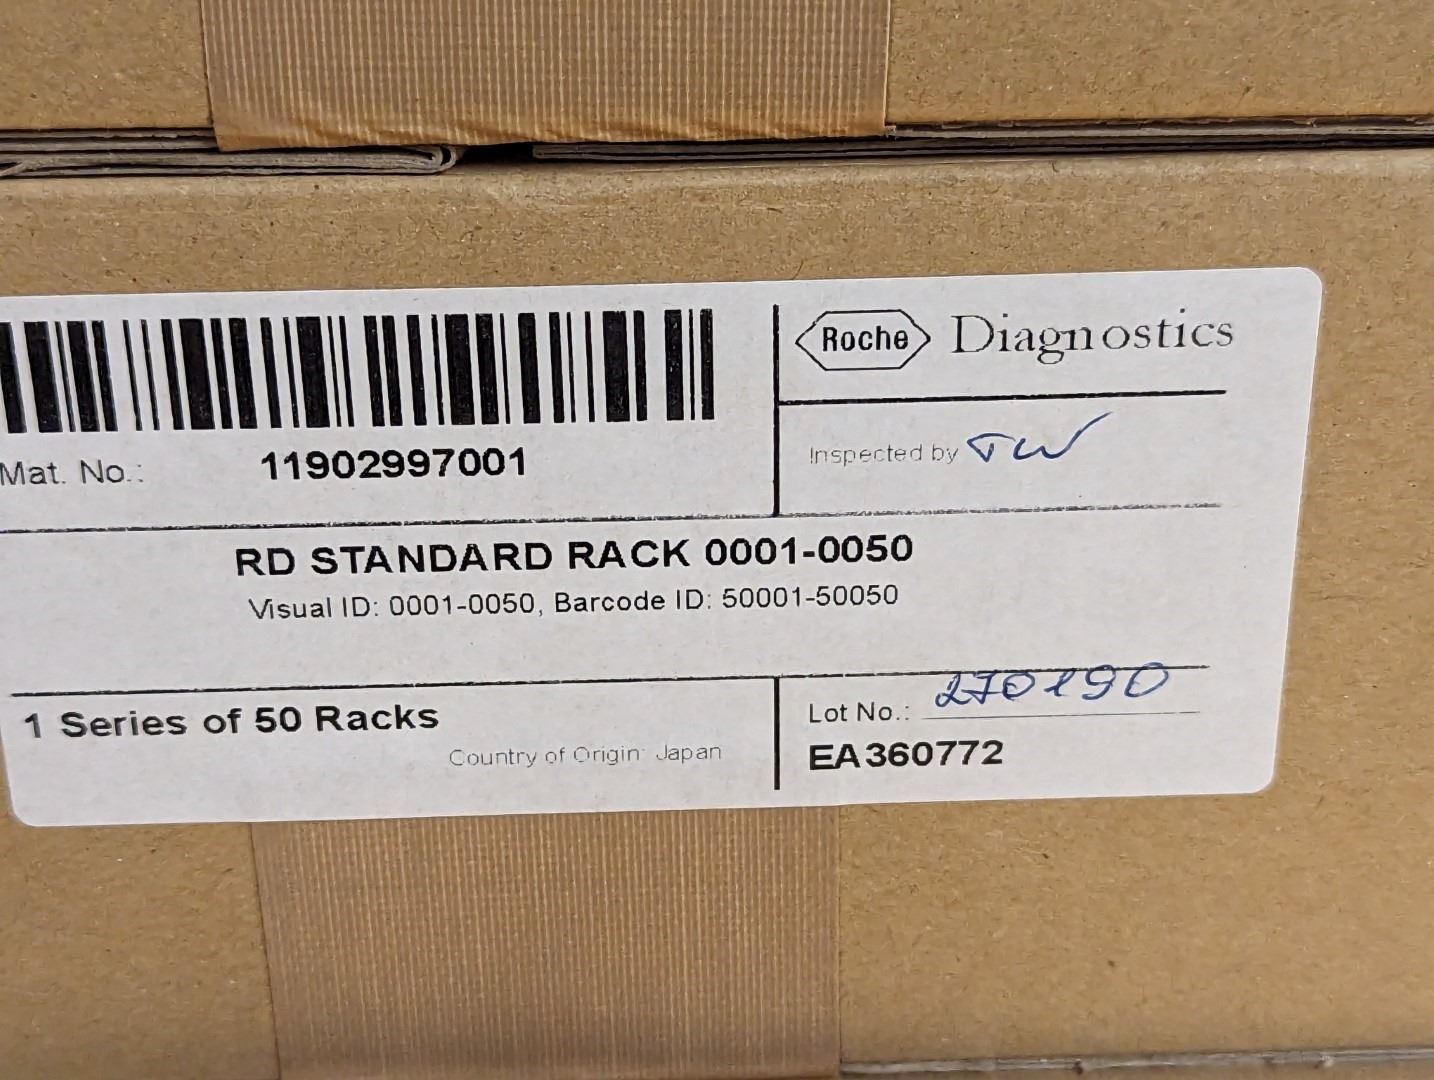 Roche Diagnostics
Mat. No.: 11902997001
Inspected by TW
RD STANDARD RACK 0001-0050
Visual ID: 0001-0050, Barcode ID: 50001-50050
1 Series of 50 Racks
Country of Origin: Japan
Lot No.: 270190
EA360772